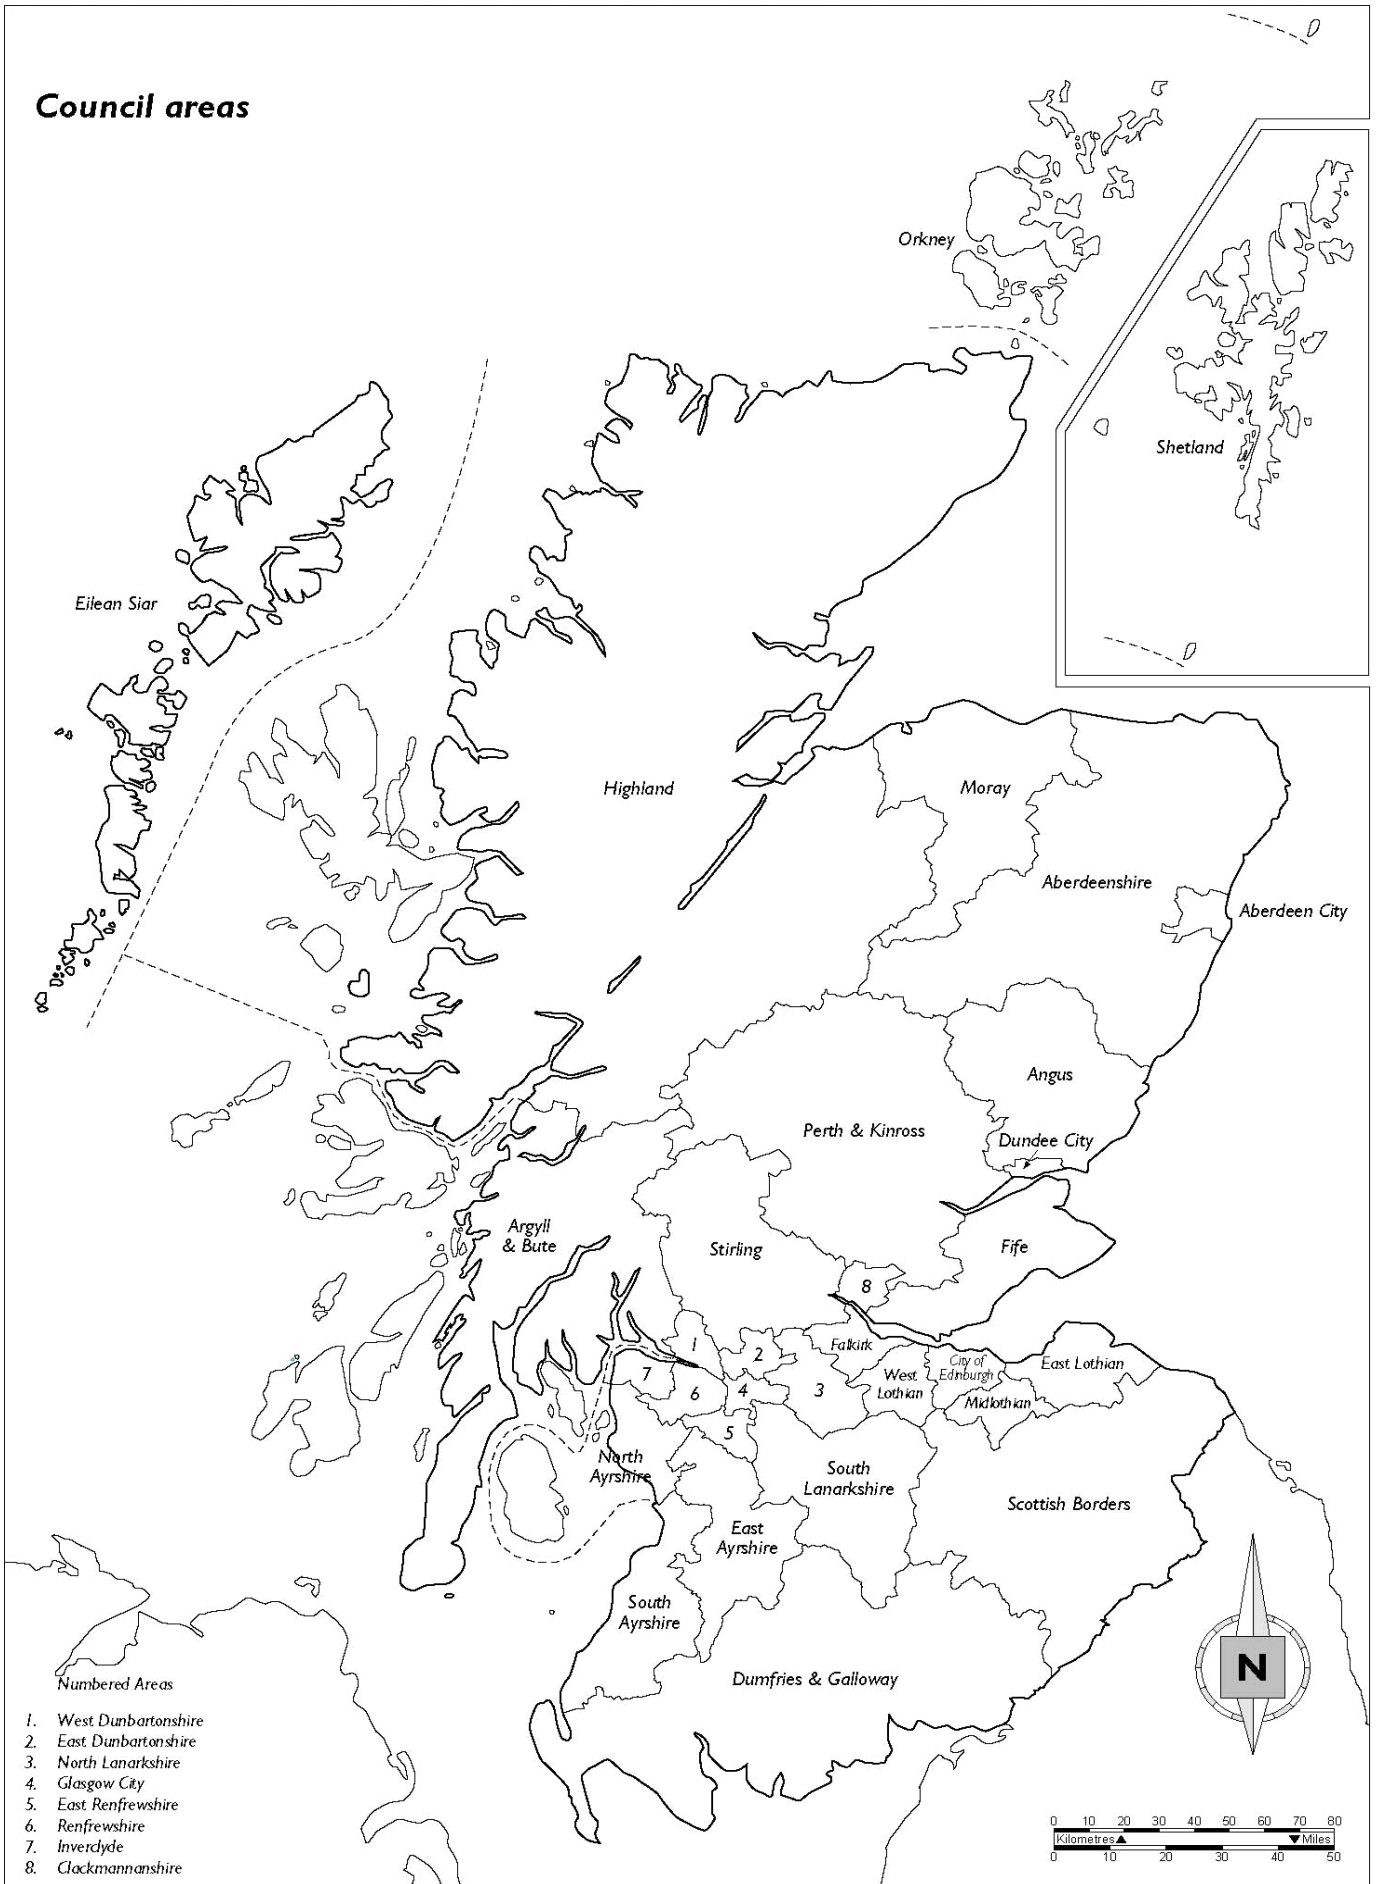 Council areas
Orkney
Shetland
Eilean Siar
Highland
Moray
Aberdeenshire
Aberdeen City
Angus
Perth & Kinross
Dundee City
Argyll
& Bute
Stirling
Fife
8
1
2
Falkirk
City of
Edinburgh
East Lothian
7
6
4
3
West
Lothian
Midlothian
5
North
Ayrshire
South
Lanarkshire
Scottish Borders
East
Ayrshire
South
Ayrshire
Dumfries & Galloway
N
Numbered Areas
1. West Dunbartonshire
2. East Dunbartonshire
3. North Lanarkshire
4. Glasgow City
5. East Renfrewshire
6. Renfrewshire
7. Inverclyde
8. Clackmannanshire
0 10 20 30 40 50 60 70 80
Kilometres Miles
0 10 20 30 40 50